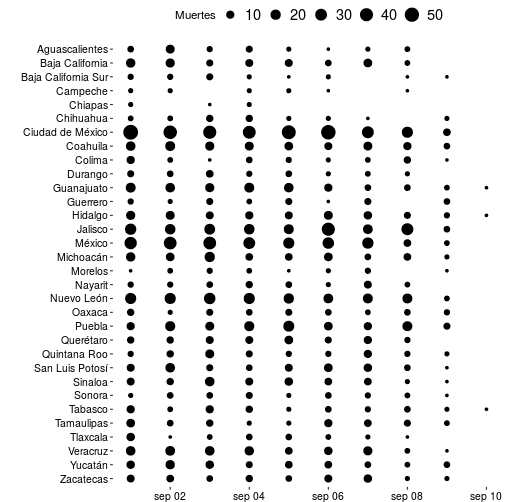 Muertes 10 20 30 40 50
Aguascalientes
Baja California
Baja California Sur
Campeche
Chiapas
Chihuahua
Ciudad de México
Coahuila
Colima
Durango
Guanajuato
Guerrero
Hidalgo
Jalisco
México
Michoacán
Morelos
Nayarit
Nuevo León
Oaxaca
Puebla
Querétaro
Quintana Roo
San Luis Potosí
Sinaloa
Sonora
Tabasco
Tamaulipas
Tlaxcala
Veracruz
Yucatán
Zacatecas
sep 02 sep 04 sep 06 sep 08 sep 10